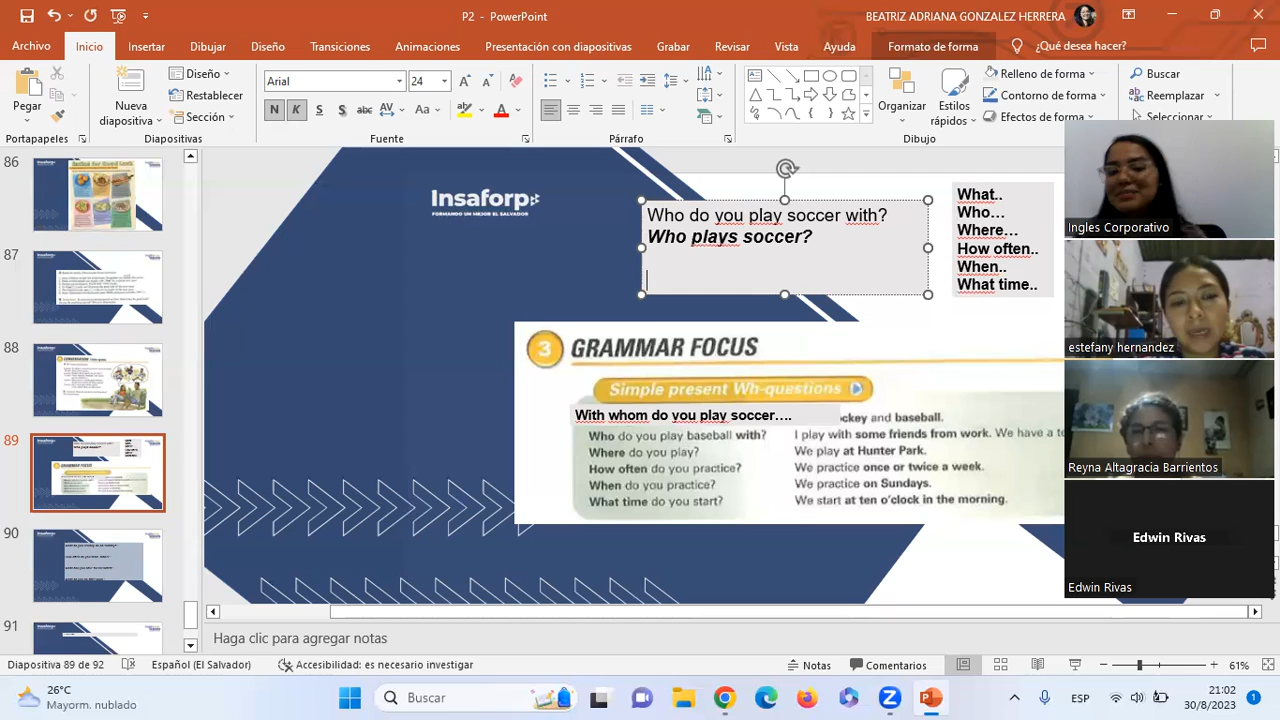 P2 - PowerPoint
BEATRIZ ADRIANA GONZALEZ HERRERA
Archivo Inicio Insertar Dibujar Diseño Transiciones Animaciones Presentación con diapositivas Grabar Revisar Vista Ayuda Formato de forma ¿Qué desea hacer?
Pegar
Portapapeles
Nueva diapositiva
Diseño
Restablecer
Sección
Diapositivas
Arial 24
N K S S abc AV Aa A
Fuente
Párrafo
Organizar
Estilos rápidos
Relleno de forma
Contorno de forma
Efectos de forma
Dibujo
Buscar
Reemplazar
Seleccionar
86
87
88
89
90
91
Insaforp
FORMANDO UN MEJOR EL SALVADOR
Who do you play soccer with?
Who plays soccer?
What..
Who...
Where...
How often..
When..
What time..
3 GRAMMAR FOCUS
Simple present Wh-questions
With whom do you play soccer....
ckey and baseball.
Who do you play baseball with? I play with some friends from work. We have a
Where do you play? We play at Hunter Park.
How often do you practice? We practice once or twice a week.
When do you practice? We practice on Sundays.
What time do you start? We start at ten o'clock in the morning.
Ingles Corporativo
estefany hernandez
Reyna Abigail Garcia Barrientos
Edwin Rivas
Edwin Rivas
Haga clic para agregar notas
Diapositiva 89 de 92 Español (El Salvador) Accesibilidad: es necesario investigar Notas Comentarios 61%
26°C
Mayorm. nublado
Buscar
ESP
21:02
30/8/2023
1